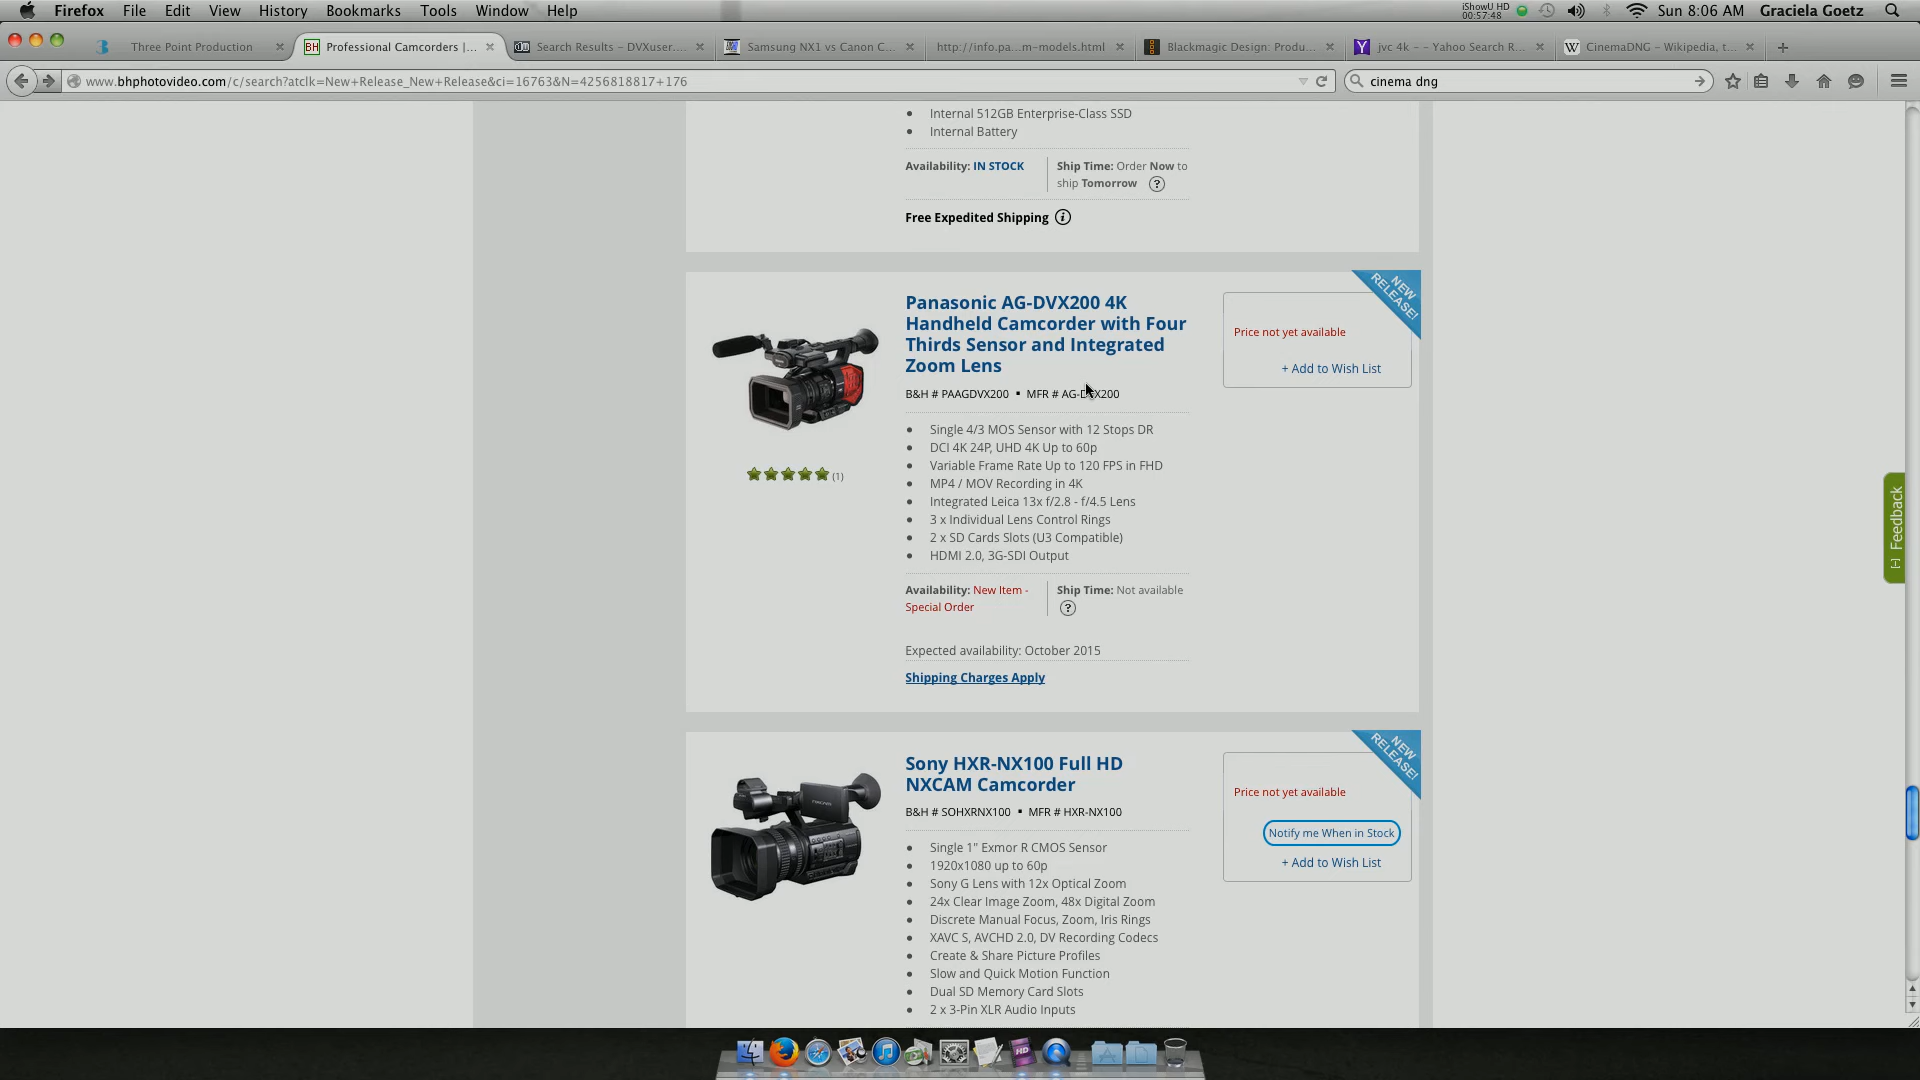 Firefox File Edit View History Bookmarks Tools Window Help iShowU HD 00:57:48 Sun 8:06 AM Graciela Goetz
Three Point Production BH Professional Camcorders |... DU Search Results – DVXuser.... Samsung NX1 vs Canon C... http://info.pa...m-models.html Blackmagic Design: Produ... Y jvc 4k - - Yahoo Search R... W CinemaDNG – Wikipedia, t...
www.bhphotovideo.com/c/search?atclk=New+Release_New+Release&ci=16763&N=4256818817+176 cinema dng
Internal 512GB Enterprise-Class SSD
Internal Battery
Availability: IN STOCK
Ship Time: Order Now to
ship Tomorrow ?
Free Expedited Shipping i
NEW
RELEASE!
Panasonic AG-DVX200 4K
Handheld Camcorder with Four
Thirds Sensor and Integrated
Zoom Lens
B&H # PAAGDVX200 ▪ MFR # AG-DVX200
Price not yet available
+ Add to Wish List
(1)
Single 4/3 MOS Sensor with 12 Stops DR
DCI 4K 24P, UHD 4K Up to 60p
Variable Frame Rate Up to 120 FPS in FHD
MP4 / MOV Recording in 4K
Integrated Leica 13x f/2.8 - f/4.5 Lens
3 x Individual Lens Control Rings
2 x SD Cards Slots (U3 Compatible)
HDMI 2.0, 3G-SDI Output
Availability: New Item -
Special Order
Ship Time: Not available
?
Expected availability: October 2015
Shipping Charges Apply
NEW
RELEASE!
Sony HXR-NX100 Full HD
NXCAM Camcorder
B&H # SOHXRNX100 ▪ MFR # HXR-NX100
Price not yet available
Notify me When in Stock
+ Add to Wish List
Single 1" Exmor R CMOS Sensor
1920x1080 up to 60p
Sony G Lens with 12x Optical Zoom
24x Clear Image Zoom, 48x Digital Zoom
Discrete Manual Focus, Zoom, Iris Rings
XAVC S, AVCHD 2.0, DV Recording Codecs
Create & Share Picture Profiles
Slow and Quick Motion Function
Dual SD Memory Card Slots
2 x 3-Pin XLR Audio Inputs
[-] Feedback
HD